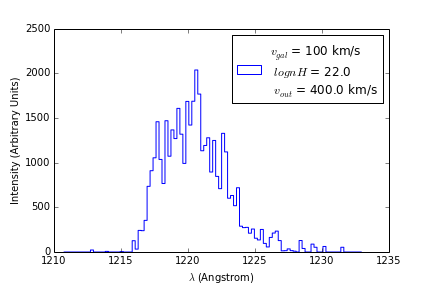 2500
2000
1500
1000
500
0
1210
1215
1220
1225
1230
1235
Intensity (Arbitrary Units)
λ (Angstrom)
v_gal = 100 km/s
lognH = 22.0
v_out = 400.0 km/s